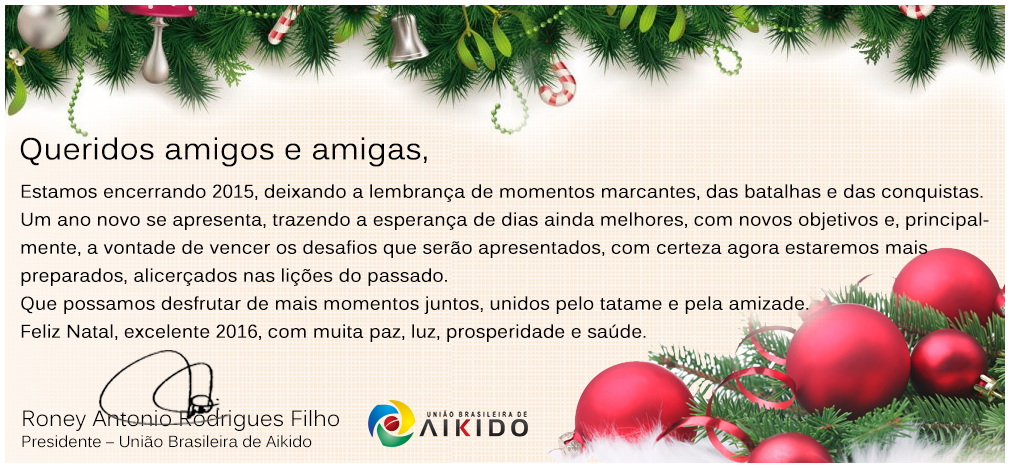 Queridos amigos e amigas,
Estamos encerrando 2015, deixando a lembrança de momentos marcantes, das batalhas e das conquistas.
Um ano novo se apresenta, trazendo a esperança de dias ainda melhores, com novos objetivos e, principal-
mente, a vontade de vencer os desafios que serão apresentados, com certeza agora estaremos mais
preparados, alicerçados nas lições do passado.
Que possamos desfrutar de mais momentos juntos, unidos pelo tatame e pela amizade.
Feliz Natal, excelente 2016, com muita paz, luz, prosperidade e saúde.
Roney Antonio Rodrigues Filho
Presidente – União Brasileira de Aikido
UNIÃO BRASILEIRA DE
AIKIDO